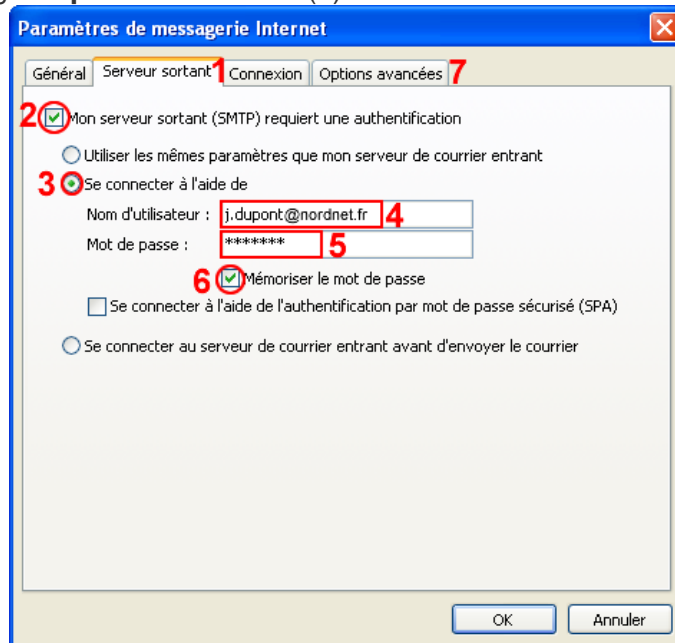 Paramètres de messagerie Internet
Général Serveur sortant 1 Connexion Options avancées 7
2 Mon serveur sortant (SMTP) requiert une authentification
Utiliser les mêmes paramètres que mon serveur de courrier entrant
3 Se connecter à l'aide de
Nom d'utilisateur : j.dupont@nordnet.fr 4
Mot de passe : ******* 5
6 Mémoriser le mot de passe
Se connecter à l'aide de l'authentification par mot de passe sécurisé (SPA)
Se connecter au serveur de courrier entrant avant d'envoyer le courrier
OK Annuler